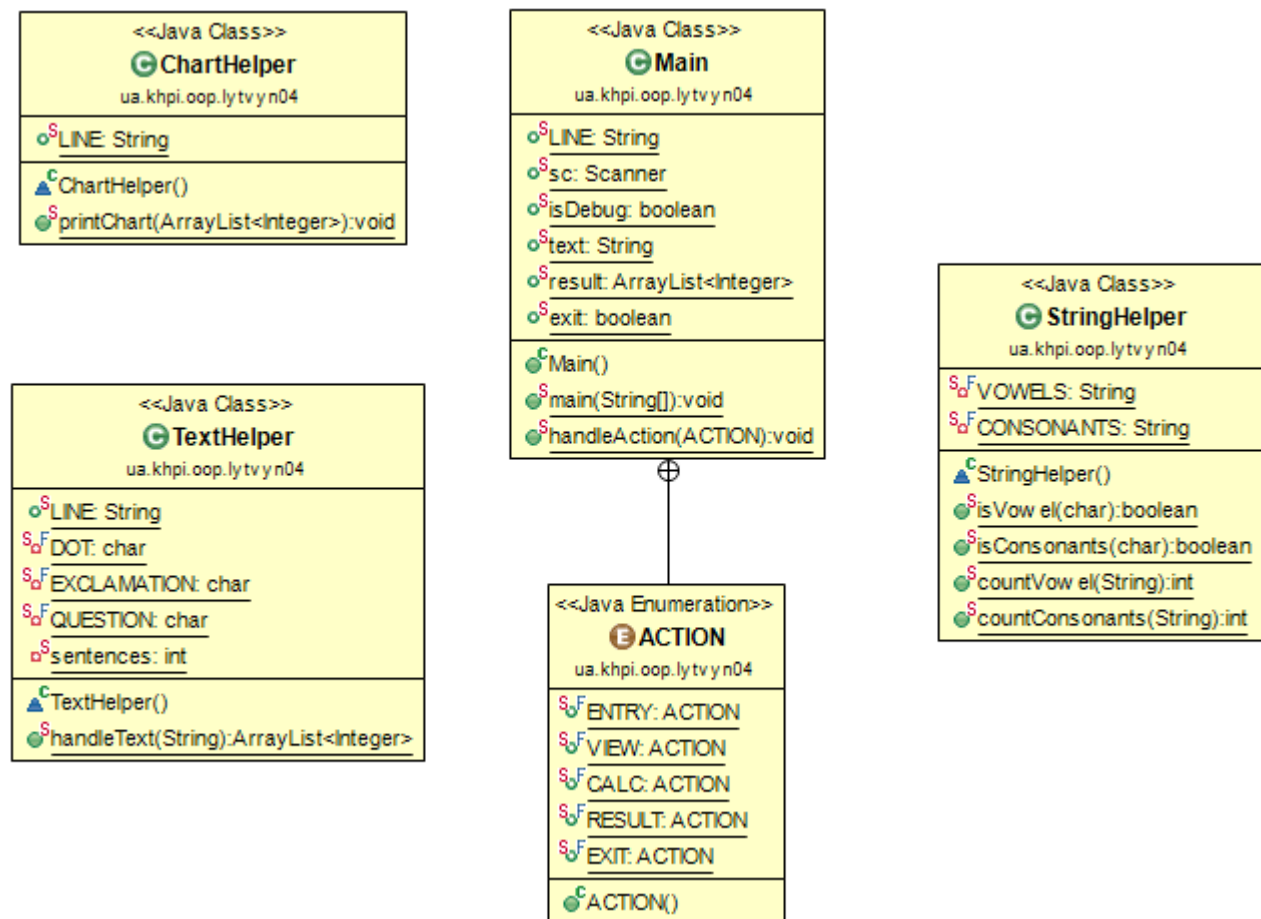 <<Java Class>>
ChartHelper
ua.khpi.oop.lytvyn04
LINE: String
ChartHelper()
printChart(ArrayList<Integer>):void
<<Java Class>>
Main
ua.khpi.oop.lytvyn04
LINE: String
sc: Scanner
isDebug: boolean
text: String
result: ArrayList<Integer>
exit: boolean
Main()
main(String[]):void
handleAction(ACTION):void
<<Java Class>>
StringHelper
ua.khpi.oop.lytvyn04
VOWELS: String
CONSONANTS: String
StringHelper()
isVowel(char):boolean
isConsonants(char):boolean
countVowel(String):int
countConsonants(String):int
<<Java Class>>
TextHelper
ua.khpi.oop.lytvyn04
LINE: String
DOT: char
EXCLAMATION: char
QUESTION: char
sentences: int
TextHelper()
handleText(String):ArrayList<Integer>
<<Java Enumeration>>
ACTION
ua.khpi.oop.lytvyn04
ENTRY: ACTION
VIEW: ACTION
CALC: ACTION
RESULT: ACTION
EXIT: ACTION
ACTION()